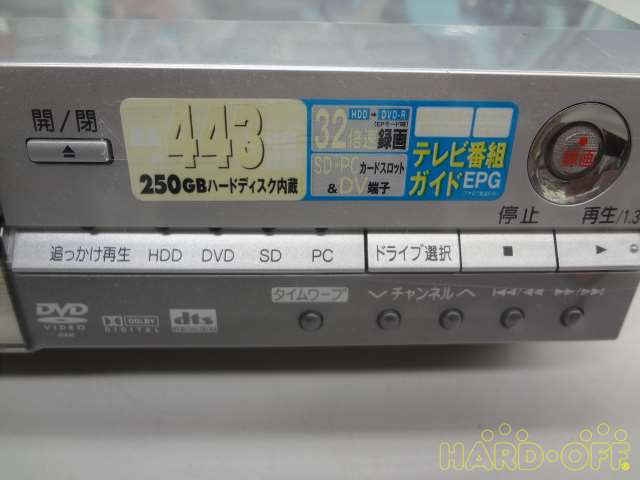 開/閉
443
250GBハードディスク内蔵
HDD→DVD-R
32倍速録画
SD・PCカードスロット
&DV端子
テレビ番組
ガイドEPG
録画
停止
再生/1.3
追っかけ再生 HDD DVD SD PC ドライブ選択
タイムワープ
チャンネル
DVD
VIDEO
DOLBY
DIGITAL
dts
HARD·OFF